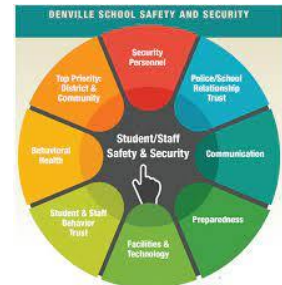 DENVILLE SCHOOL SAFETY AND SECURITY
Security
Personnel
Police/School
Relationship
Trust
Communication
Preparedness
Facilities &
Technology
Student & Staff
Behavior
Trust
Behavioral
Health
Top Priority:
District &
Community
Student/Staff
Safety & Security